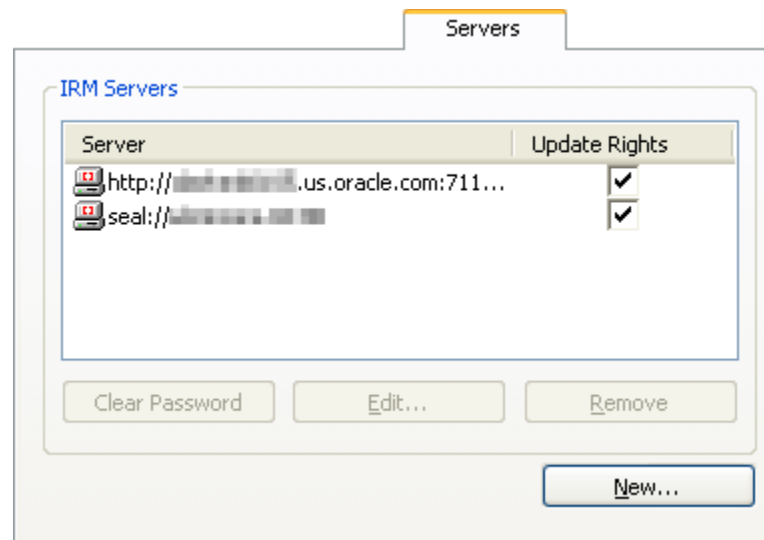 Servers
IRM Servers
Server Update Rights
http:// .us.oracle.com:711...
seal://
Clear Password Edit... Remove
New...